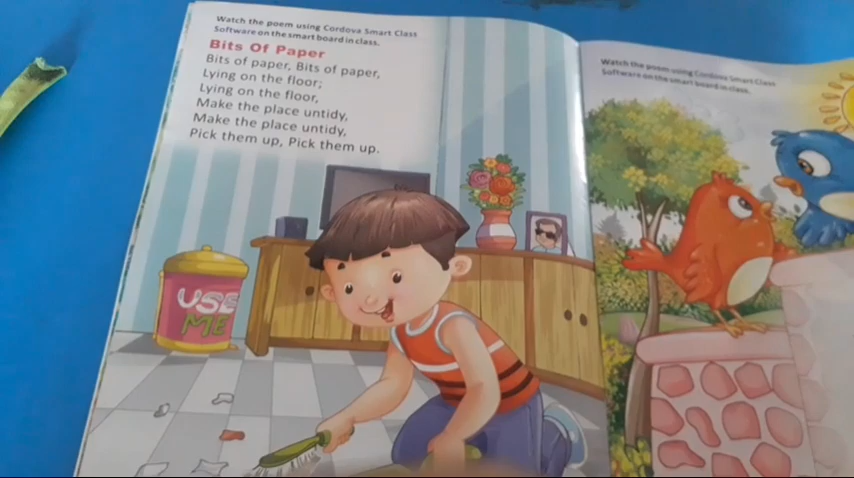 Watch the poem using Cordova Smart Class
Software on the smart board in class.
Bits Of Paper
Bits of paper, Bits of paper,
Lying on the floor;
Lying on the floor,
Make the place untidy,
Make the place untidy,
Pick them up, Pick them up.
USE
ME
Watch the poem using Cordova Smart Class
Software on the smart board in class.